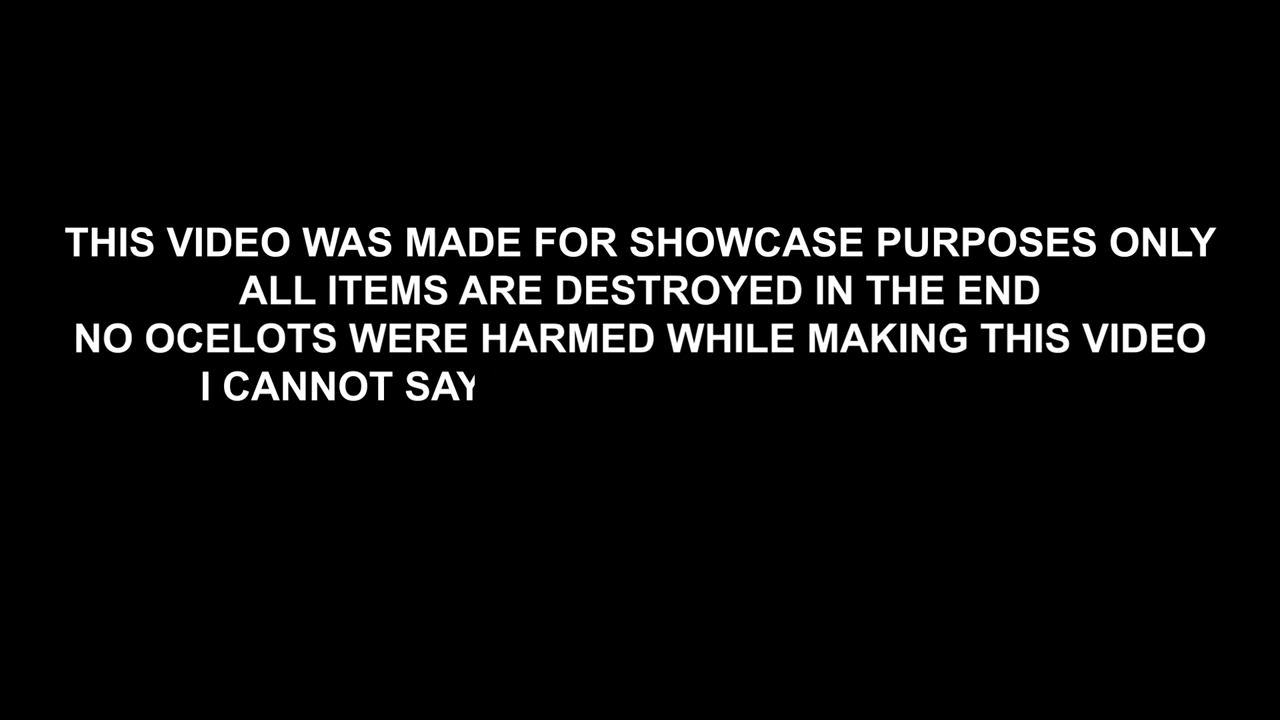 THIS VIDEO WAS MADE FOR SHOWCASE PURPOSES ONLY
ALL ITEMS ARE DESTROYED IN THE END
NO OCELOTS WERE HARMED WHILE MAKING THIS VIDEO
I CANNOT SAY